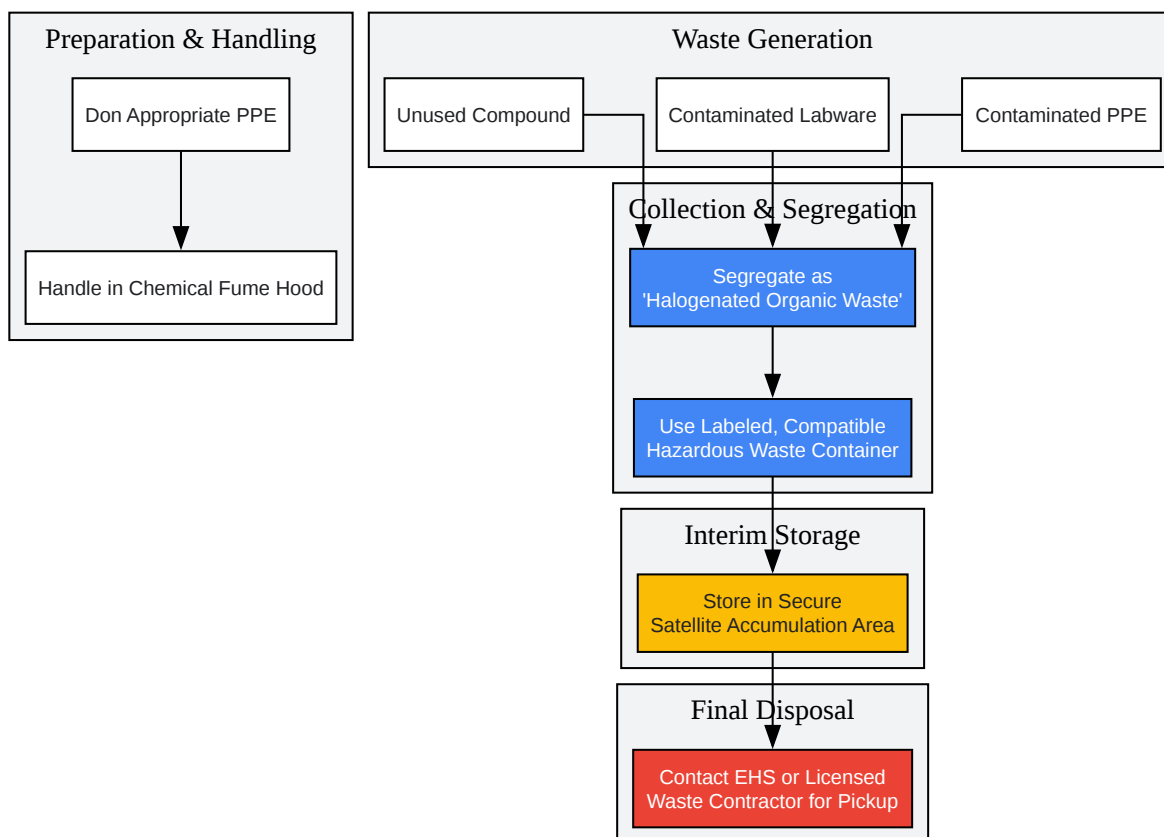 Preparation & Handling
Don Appropriate PPE
Handle in Chemical Fume Hood
Waste Generation
Unused Compound
Contaminated Labware
Contaminated PPE
Collection & Segregation
Segregate as
'Halogenated Organic Waste'
Use Labeled, Compatible
Hazardous Waste Container
Interim Storage
Store in Secure
Satellite Accumulation Area
Final Disposal
Contact EHS or Licensed
Waste Contractor for Pickup